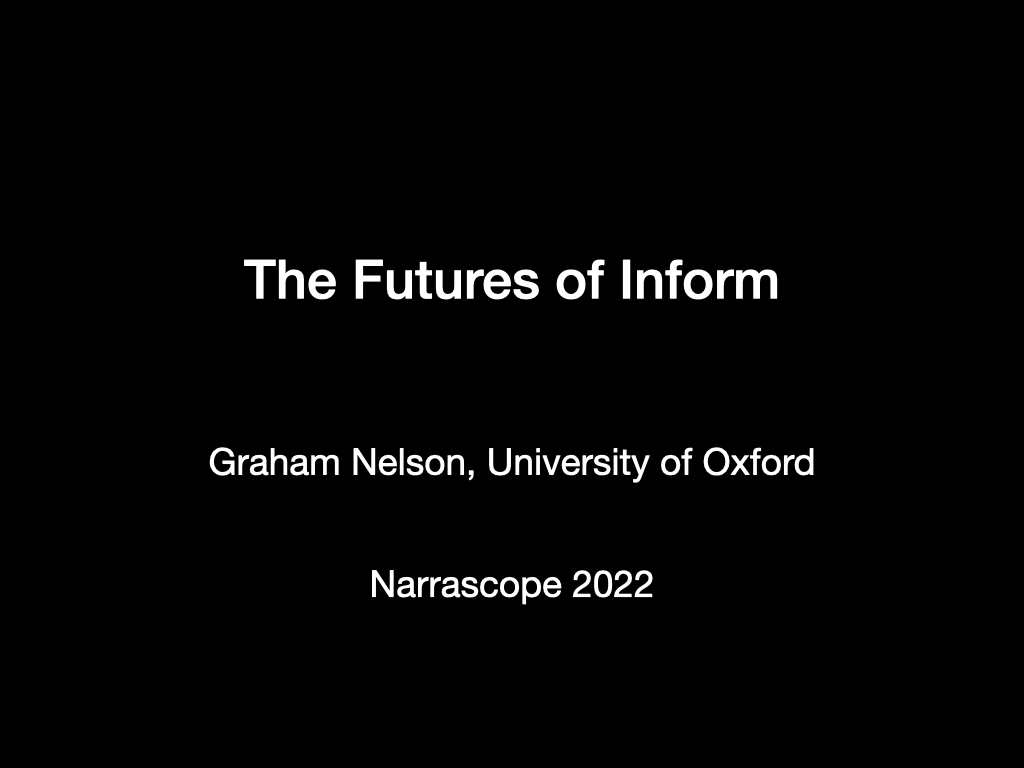 The Futures of Inform
Graham Nelson, University of Oxford
Narrascope 2022